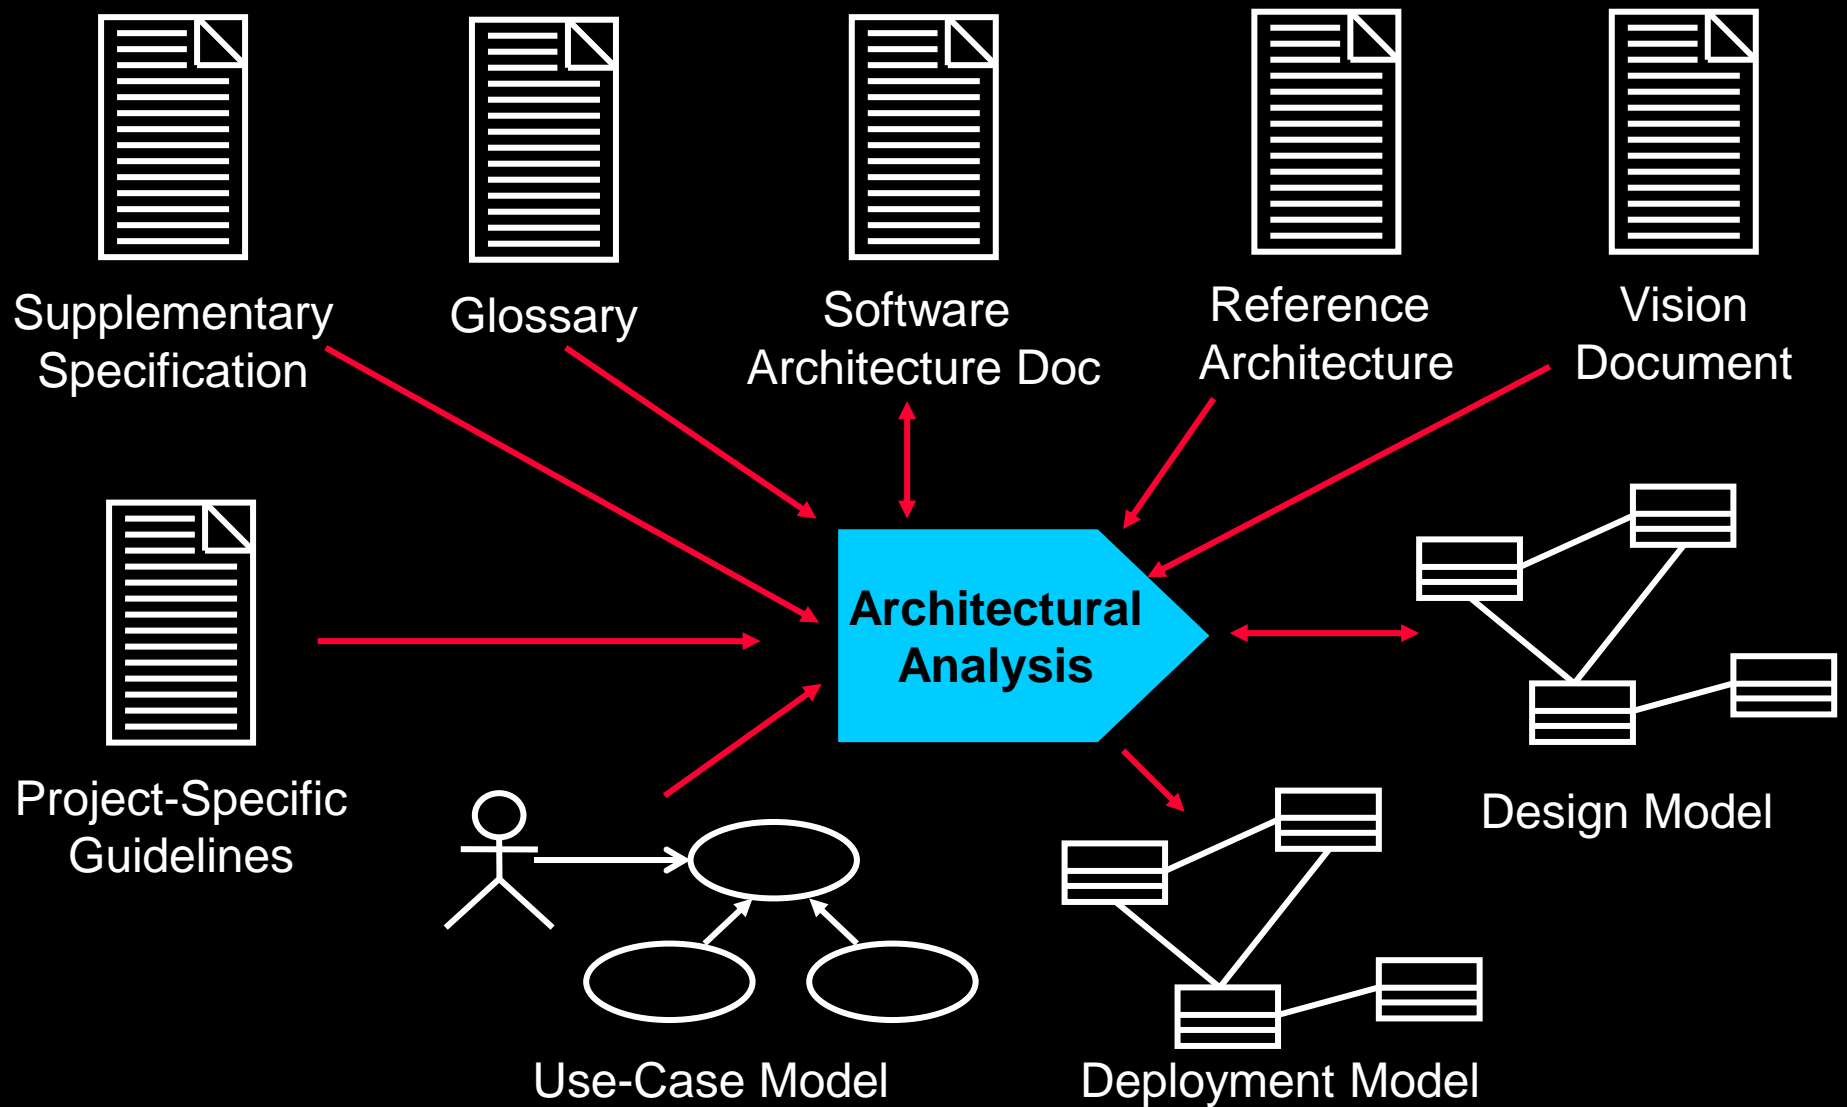 Supplementary
Specification
Glossary
Software
Architecture Doc
Reference
Architecture
Vision
Document
Architectural
Analysis
Project-Specific
Guidelines
Design Model
Use-Case Model
Deployment Model